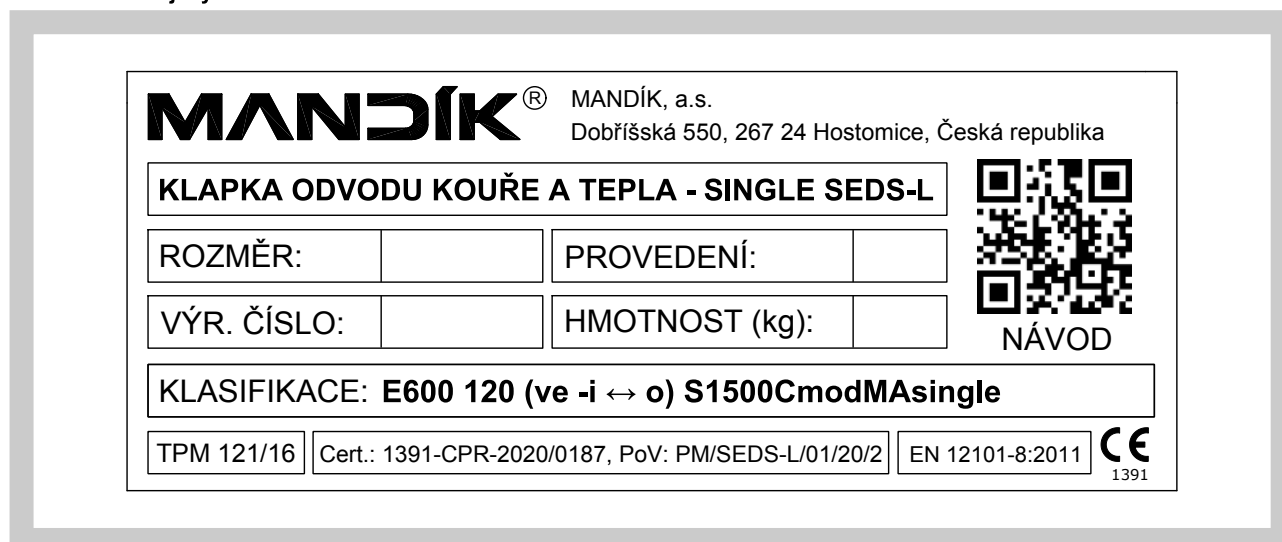 MANDÍK®
MANDÍK, a.s.
Dobříšská 550, 267 24 Hostomice, Česká republika
KLAPKA ODVODU KOUŘE A TEPLA - SINGLE SEDS-L
ROZMĚR:
PROVEDENÍ:
VÝR. ČÍSLO:
HMOTNOST (kg):
NÁVOD
KLASIFIKACE: E600 120 (ve -i ↔ o) S1500CmodMAsingle
TPM 121/16
Cert.: 1391-CPR-2020/0187, PoV: PM/SEDS-L/01/20/2
EN 12101-8:2011
CE
1391